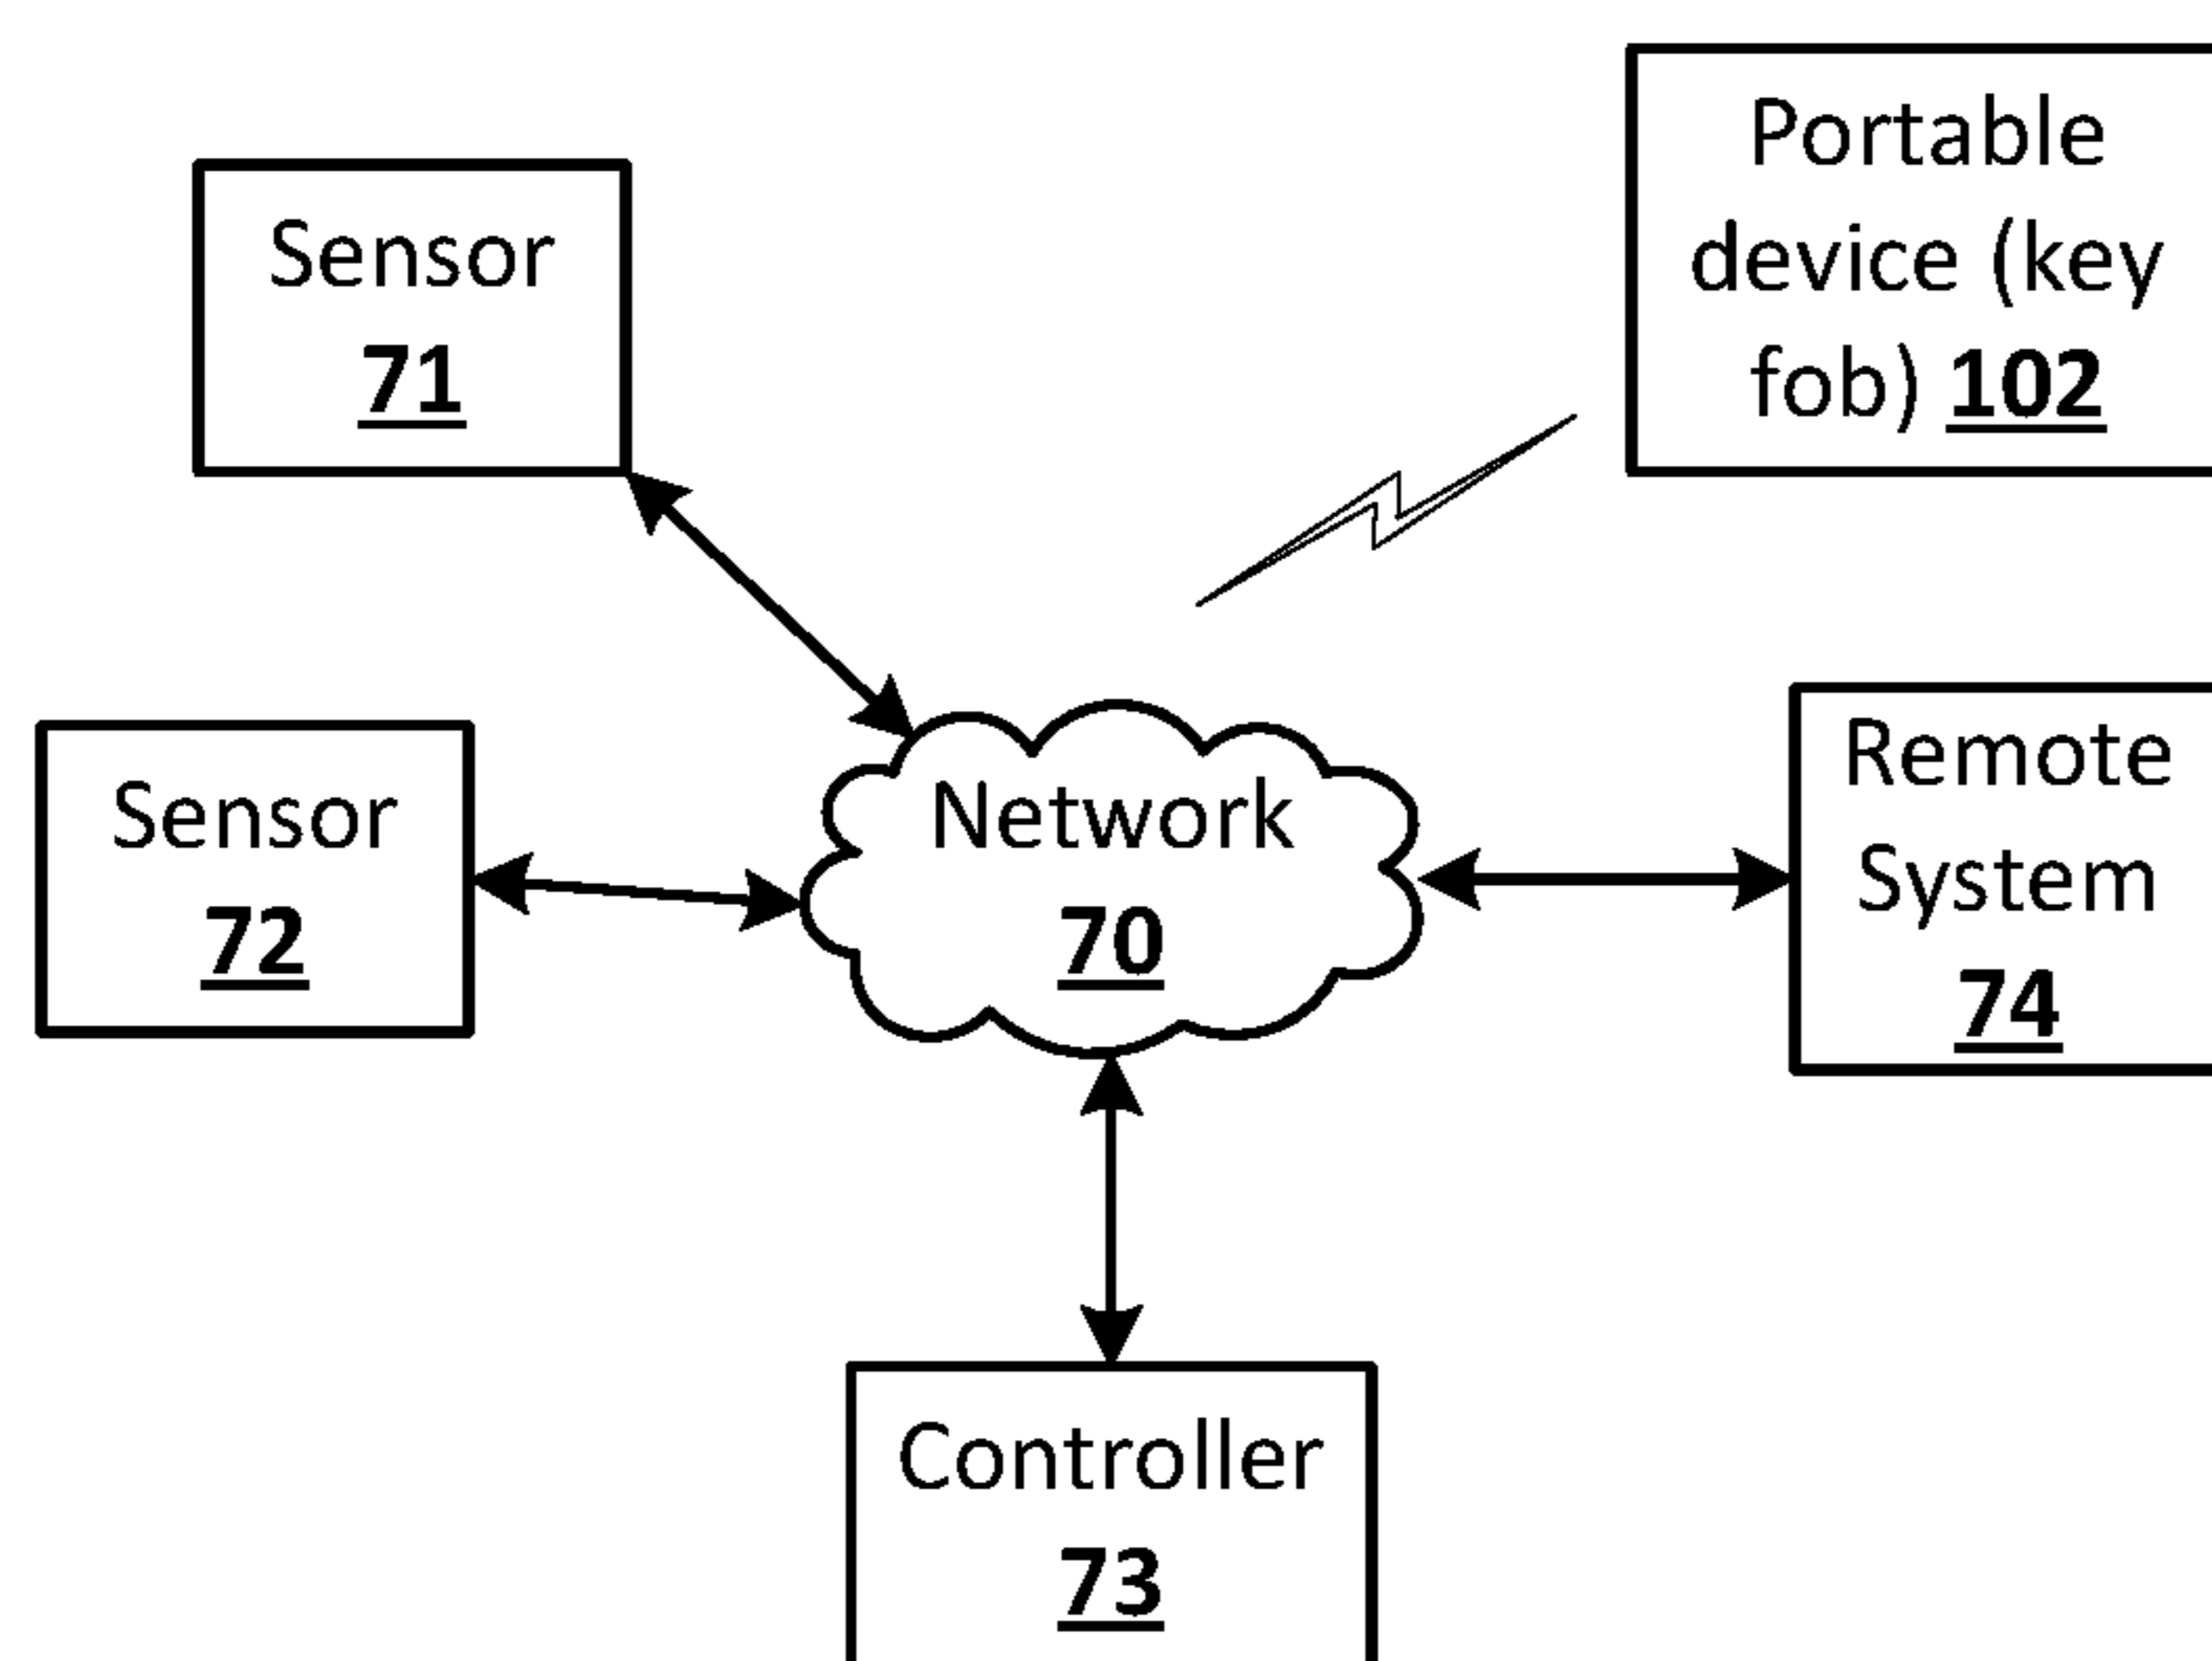 Portable
device (key
fob) 102
Sensor
71
Sensor
72
Network
70
Remote
System
74
Controller
73